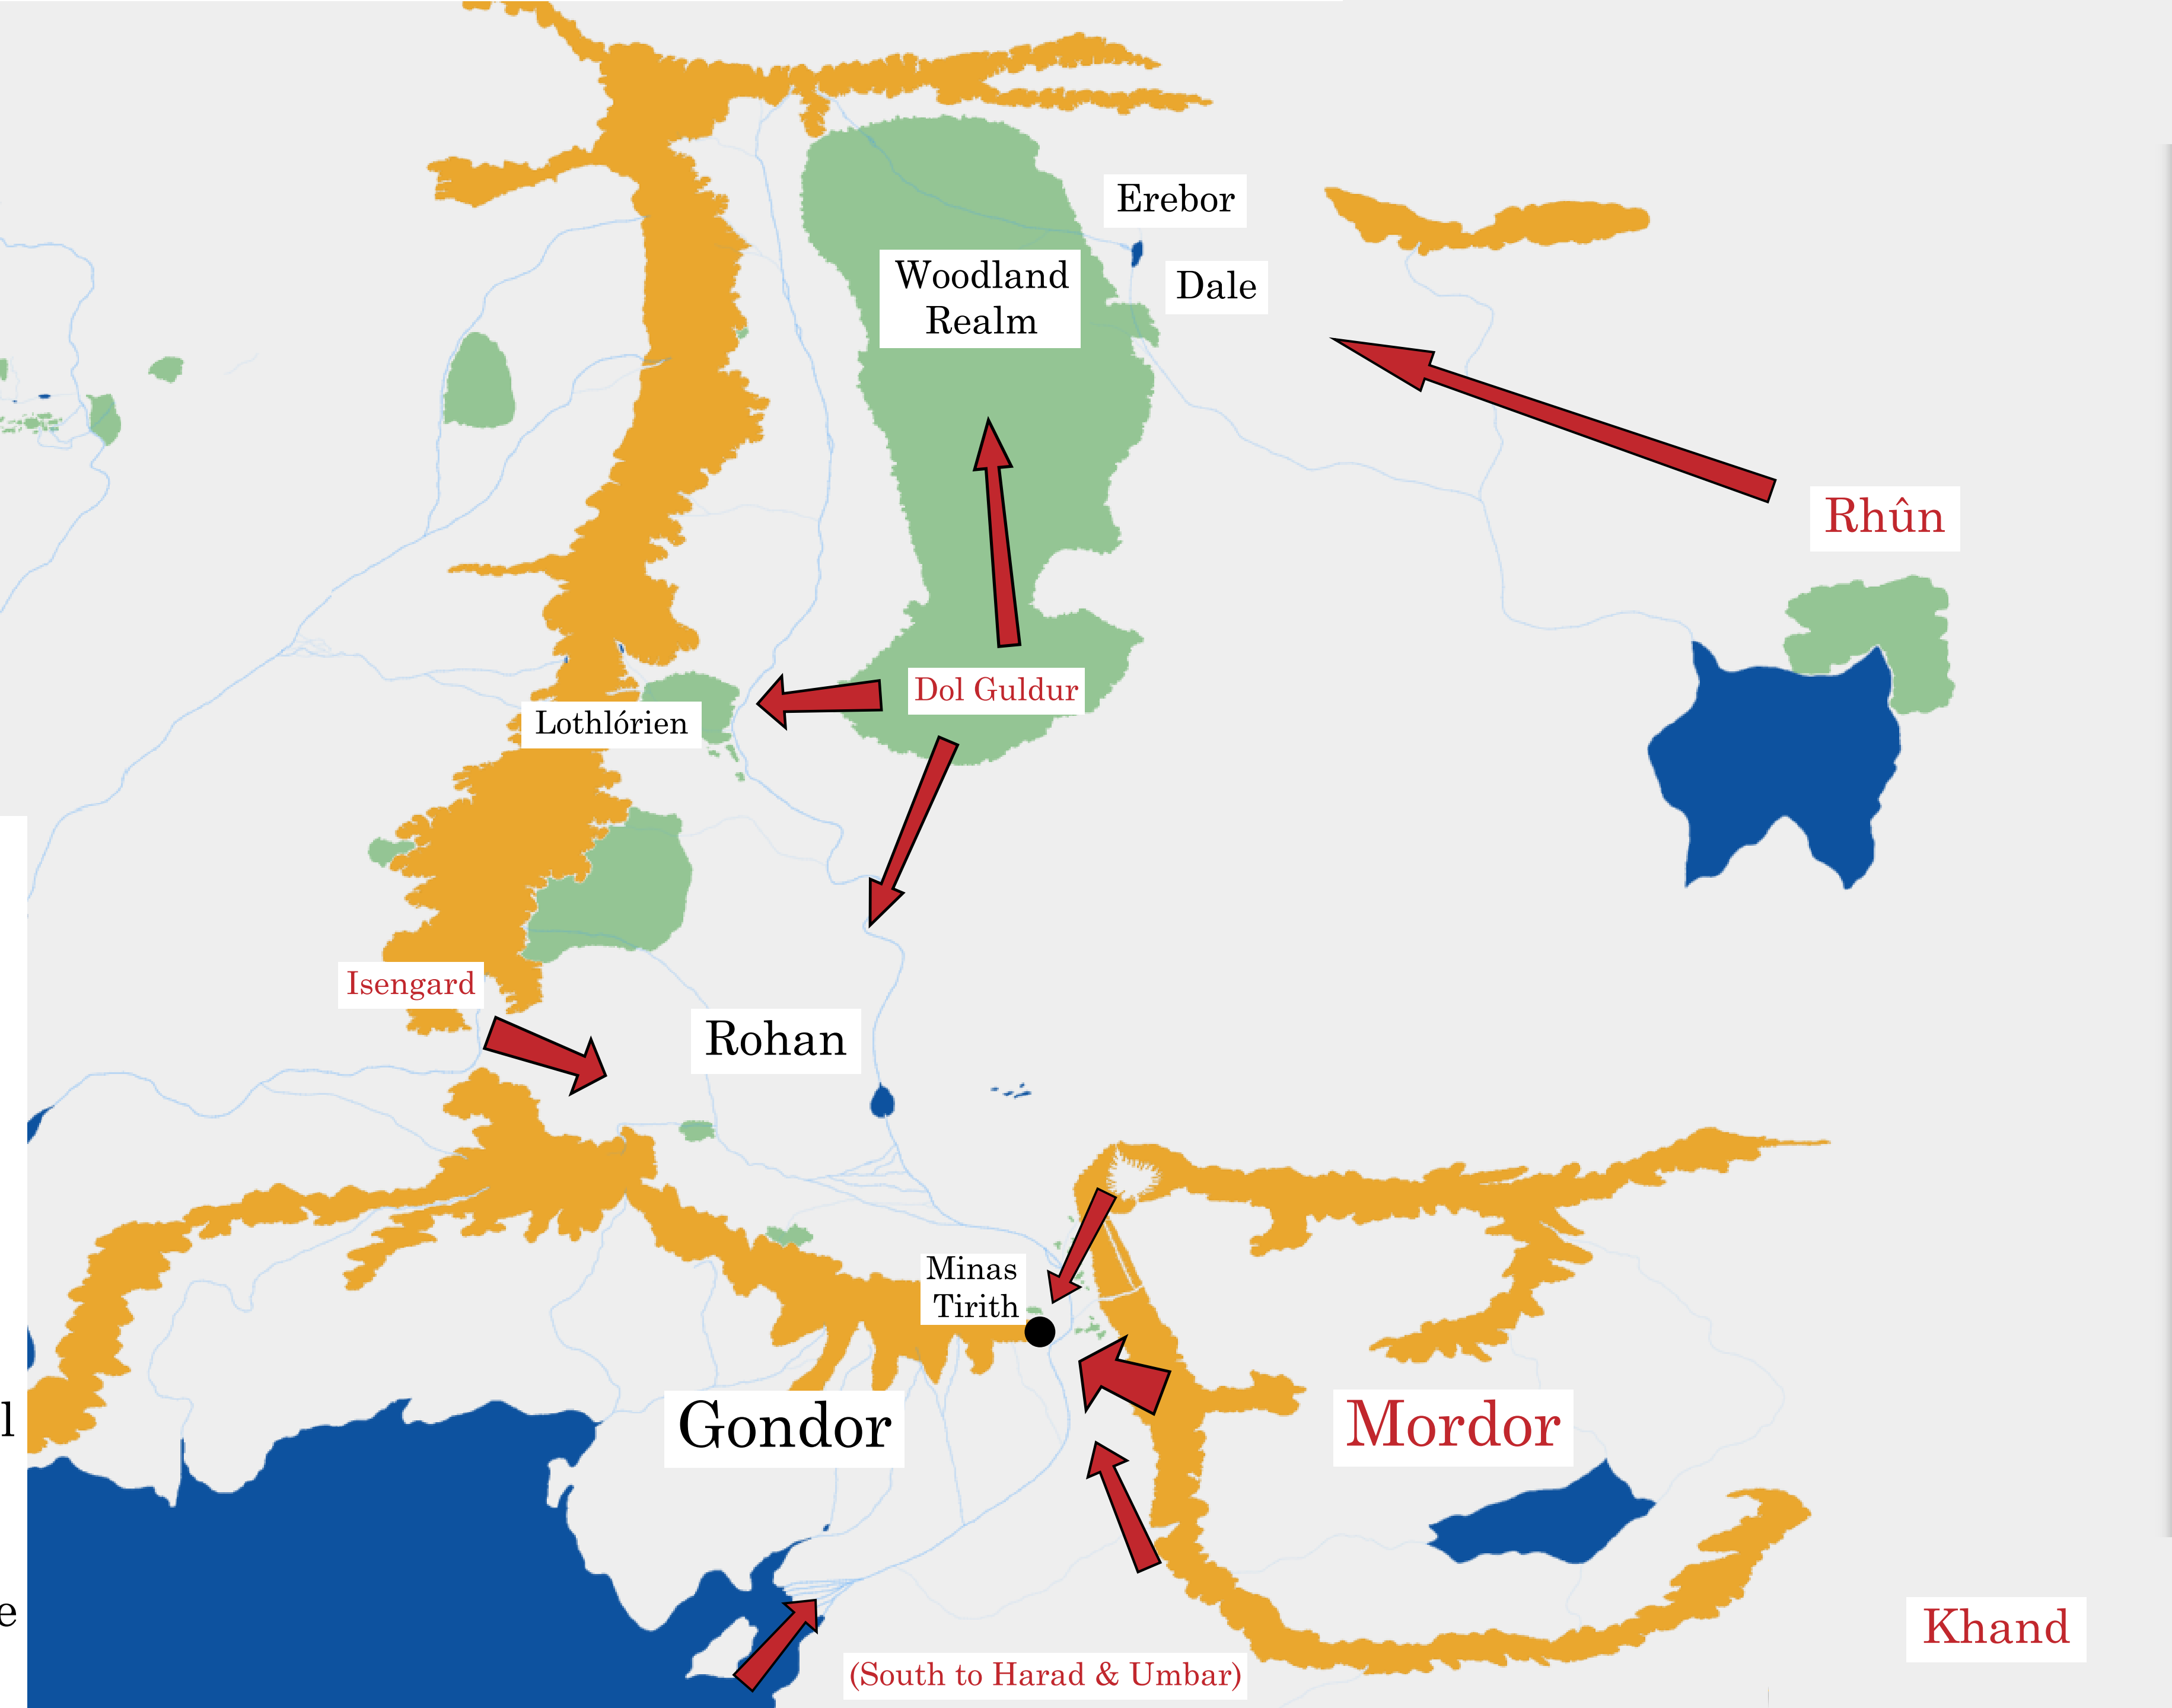 Erebor
Woodland
Realm
Dale
Rhûn
Dol Guldur
Lothlórien
Isengard
Rohan
Minas
Tirith
Gondor
Mordor
l
e
Khand
(South to Harad & Umbar)